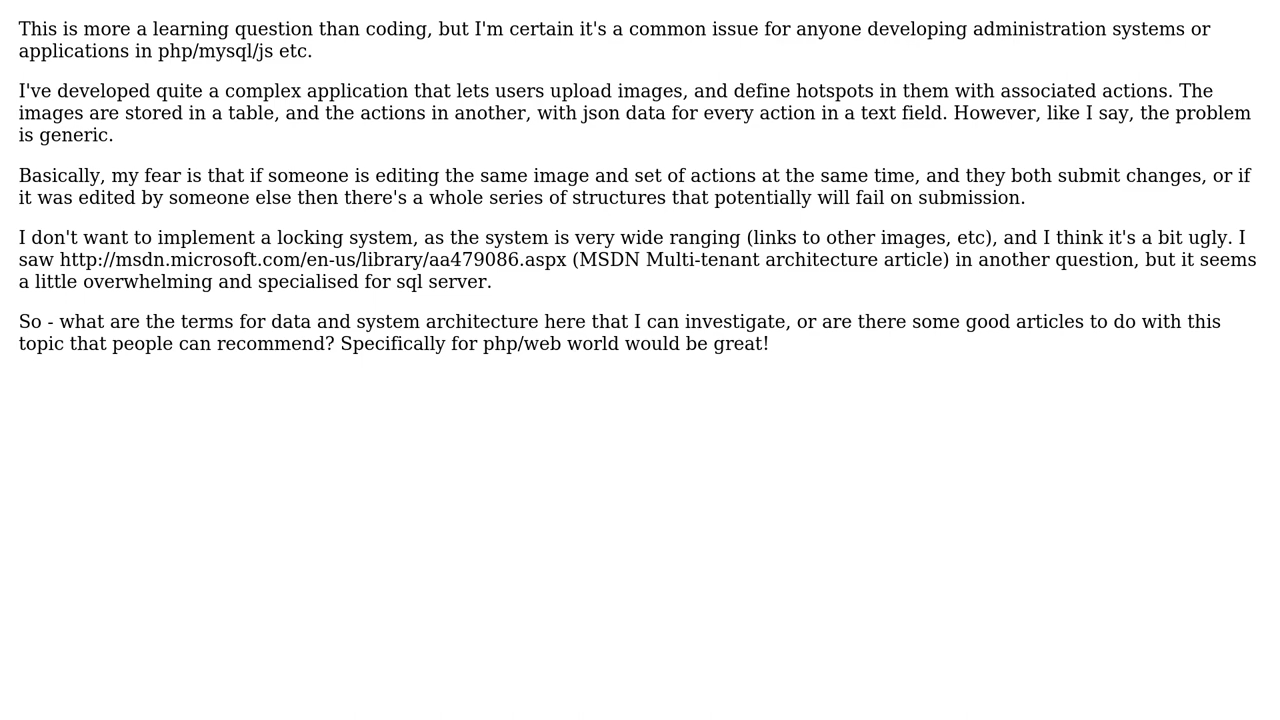 This is more a learning question than coding, but I'm certain it's a common issue for anyone developing administration systems or
applications in php/mysql/js etc.
I've developed quite a complex application that lets users upload images, and define hotspots in them with associated actions. The
images are stored in a table, and the actions in another, with json data for every action in a text field. However, like I say, the problem
is generic.
Basically, my fear is that if someone is editing the same image and set of actions at the same time, and they both submit changes, or if
it was edited by someone else then there's a whole series of structures that potentially will fail on submission.
I don't want to implement a locking system, as the system is very wide ranging (links to other images, etc), and I think it's a bit ugly. I
saw http://msdn.microsoft.com/en-us/library/aa479086.aspx (MSDN Multi-tenant architecture article) in another question, but it seems
a little overwhelming and specialised for sql server.
So - what are the terms for data and system architecture here that I can investigate, or are there some good articles to do with this
topic that people can recommend? Specifically for php/web world would be great!